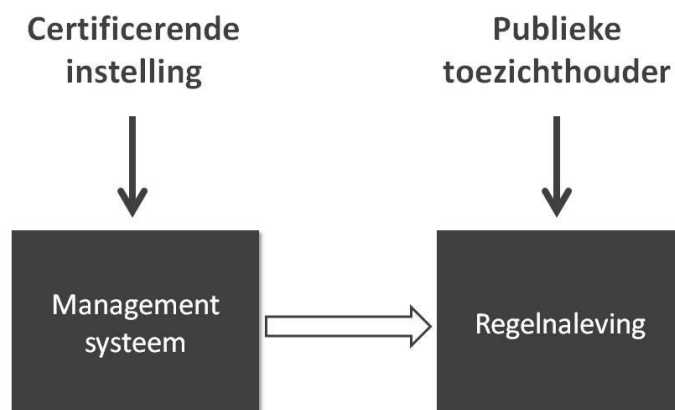 Certificerende
instelling
Publieke
toezichthouder
Management
systeem
Regelnaleving